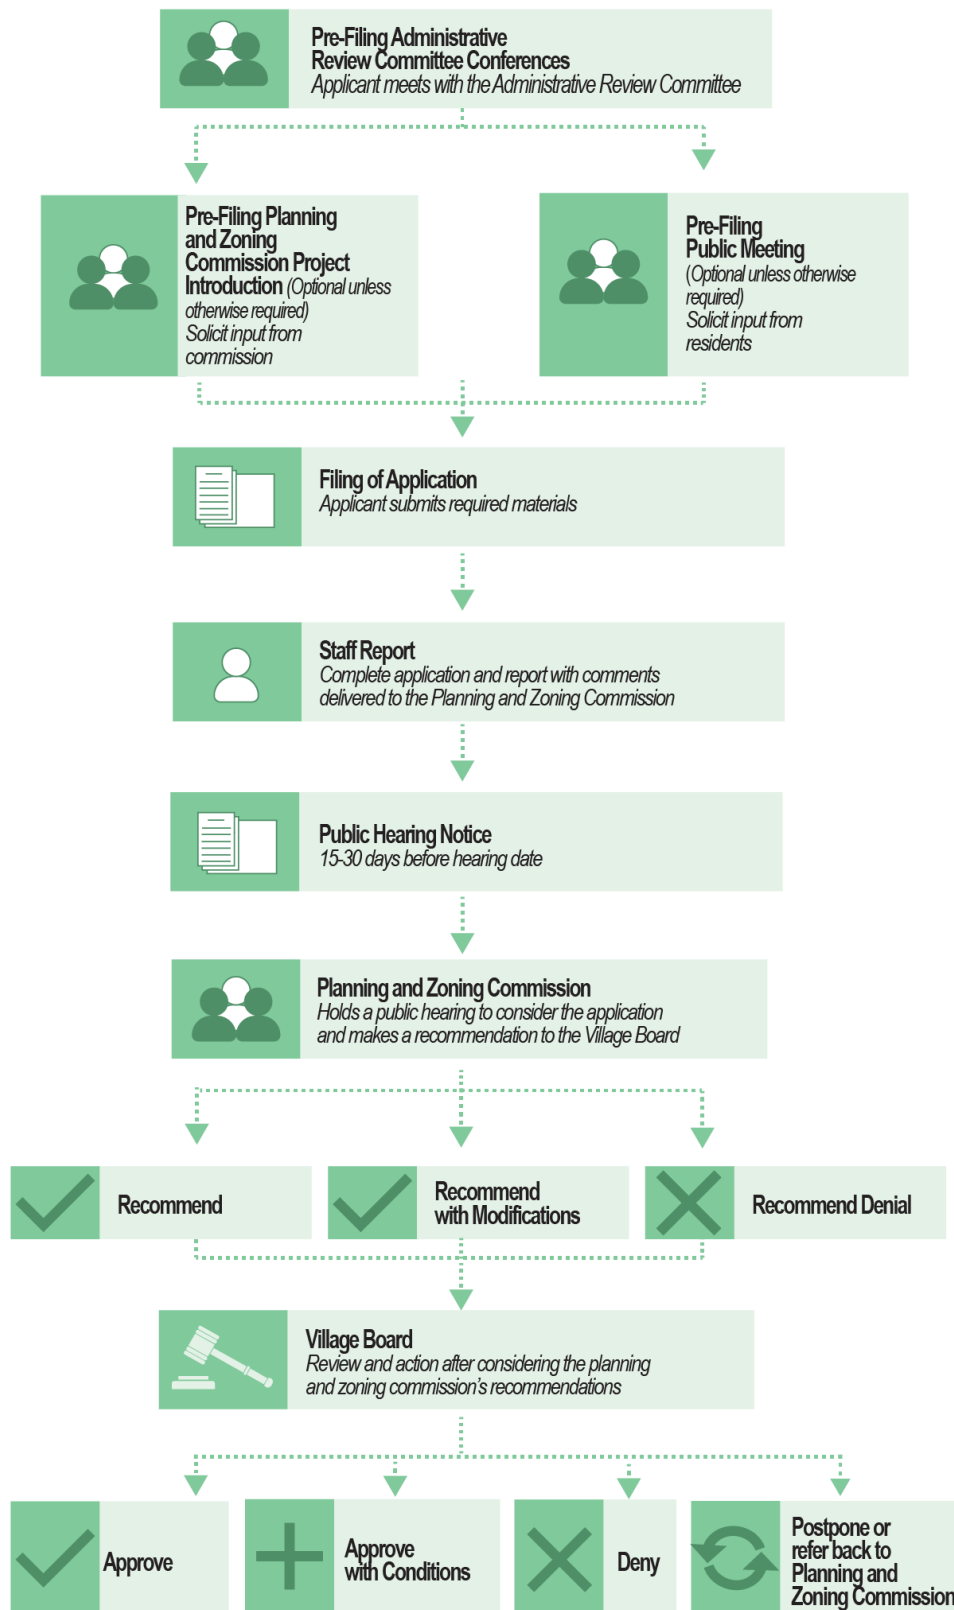 Pre-Filing Administrative
Review Committee Conferences
Applicant meets with the Administrative Review Committee
Pre-Filing Planning
and Zoning
Commission Project
Introduction (Optional unless
otherwise required)
Solicit input from
commission
Pre-Filing
Public Meeting
(Optional unless otherwise
required)
Solicit input from
residents
Filing of Application
Applicant submits required materials
Staff Report
Complete application and report with comments
delivered to the Planning and Zoning Commission
Public Hearing Notice
15-30 days before hearing date
Planning and Zoning Commission
Holds a public hearing to consider the application
and makes a recommendation to the Village Board
Recommend
Recommend
with Modifications
Recommend Denial
Village Board
Review and action after considering the planning
and zoning commission's recommendations
Approve
Approve
with Conditions
Deny
Postpone or
refer back to
Planning and
Zoning Commission